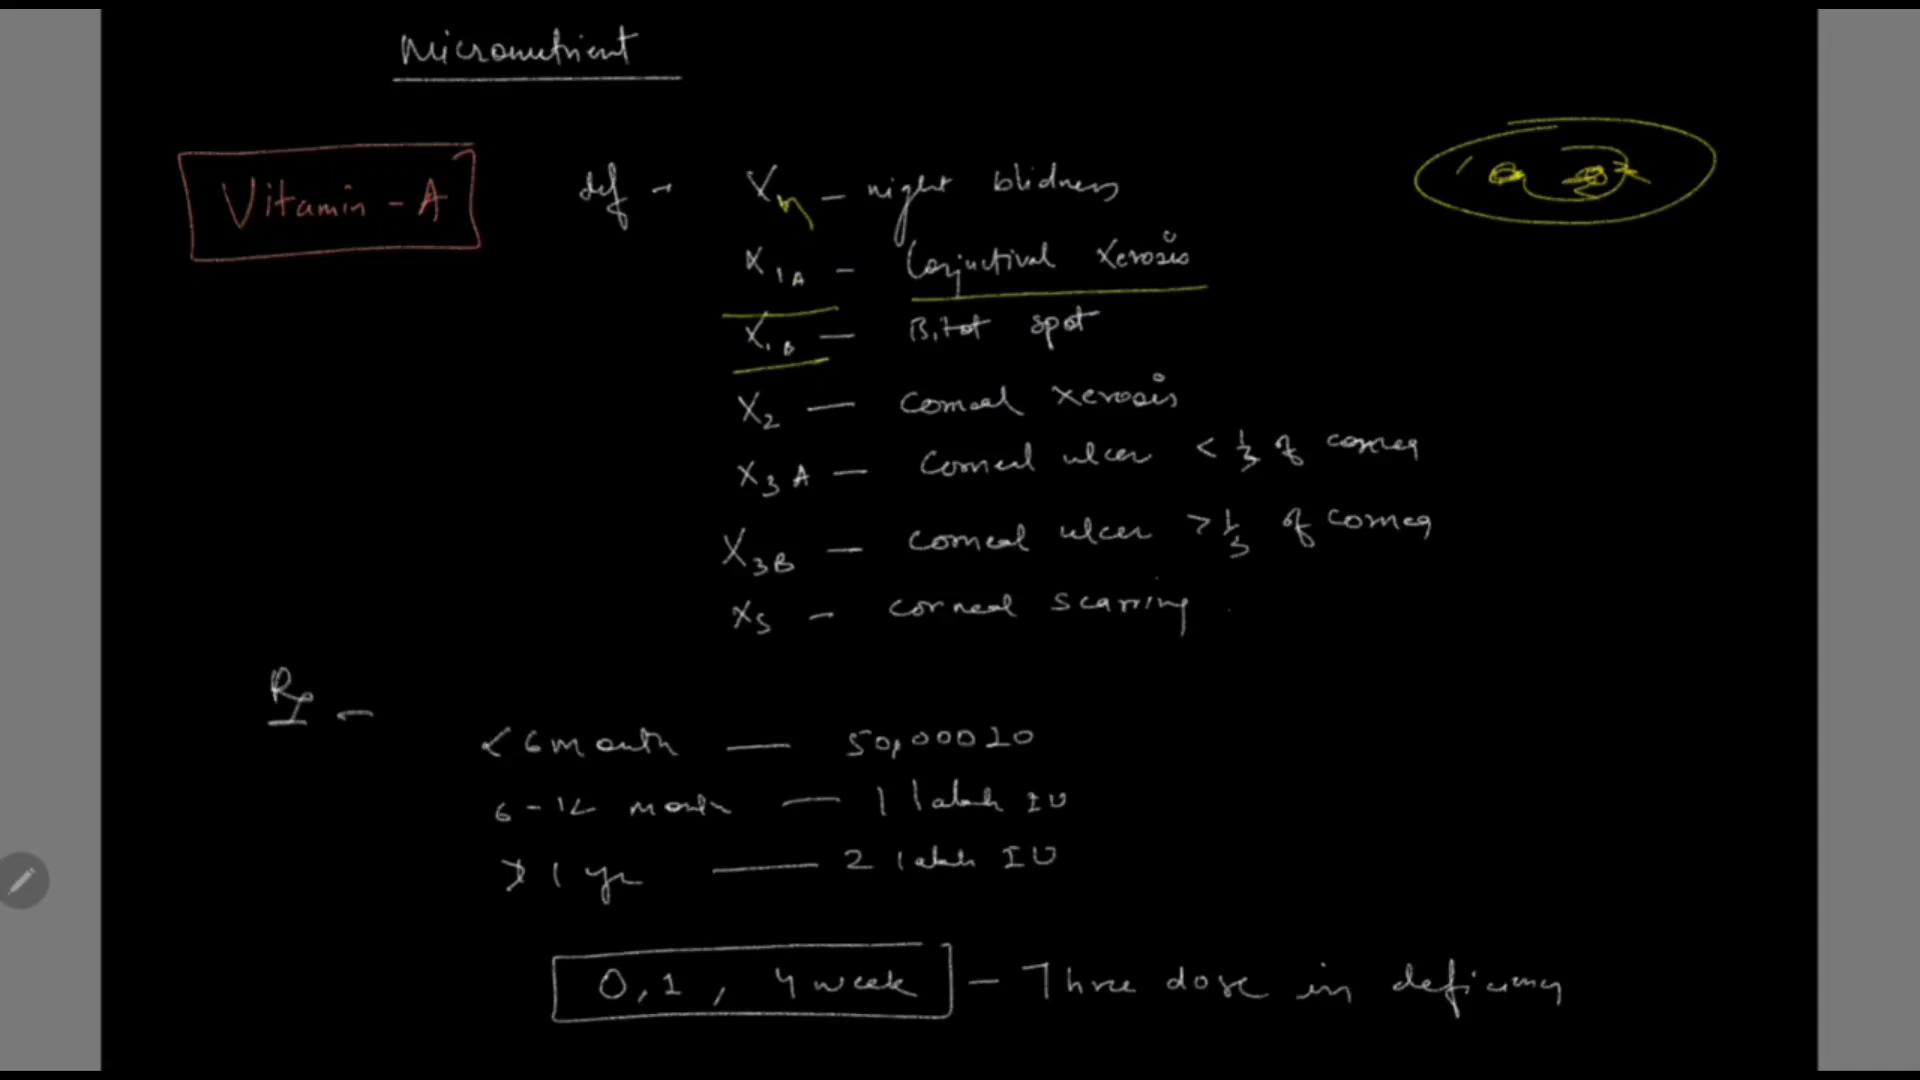 Micronutrient
Vitamin - A
def - Xn - night blidness
X1A - Conjuctival Xerosis
X1B - Bitot spot
X2 - Corneal xerosis
X3A - Corneal ulcer < 1/3 of cornea
X3B - corneal ulcer > 1/3 of cornea
XS - corneal scarring
Rx -
< 6 month - 50,000 IU
6-12 month - 1 lakh IU
> 1 yr - 2 lakh IU
0, 1, 4 week - Three dose in deficiency